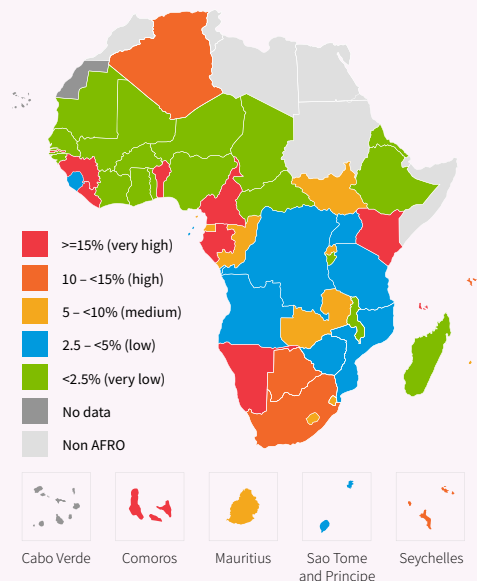 >=15% (very high)
10 – <15% (high)
5 – <10% (medium)
2.5 – <5% (low)
<2.5% (very low)
No data
Non AFRO
Cabo Verde
Comoros
Mauritius
Sao Tome
and Principe
Seychelles